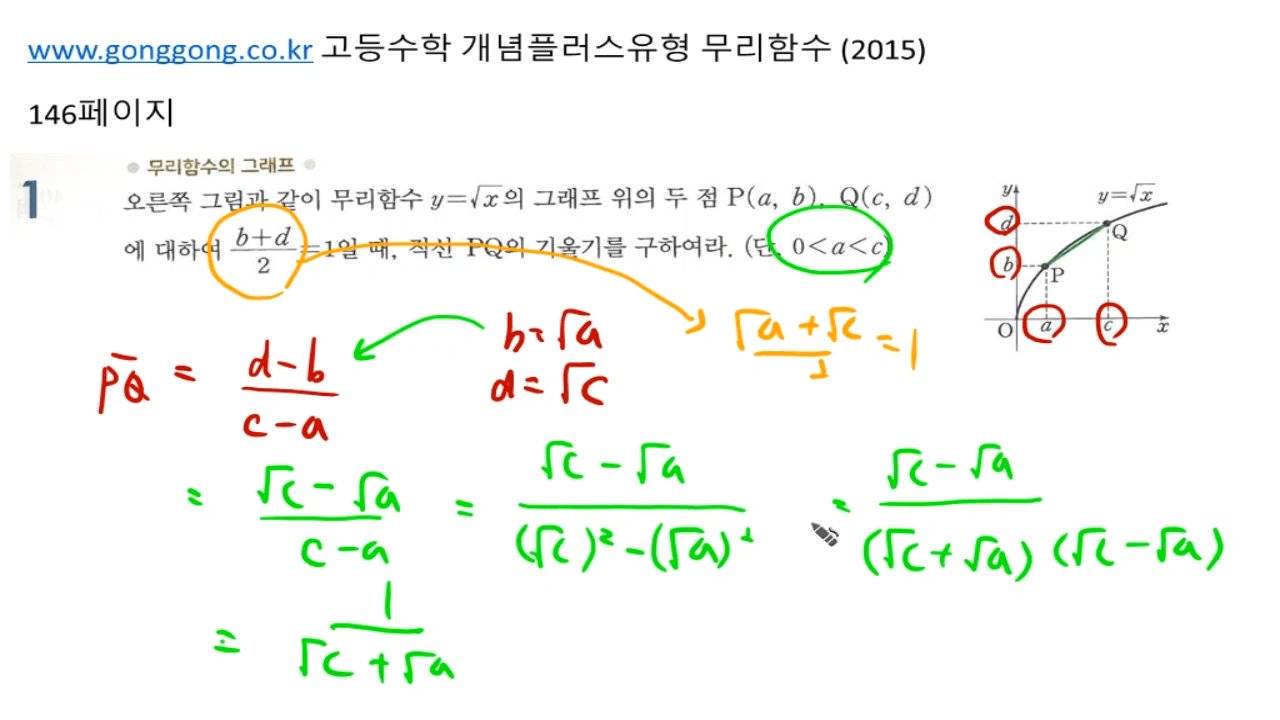 www.gonggong.co.kr 고등수학 개념플러스유형 무리함수 (2015)
146페이지
1
무리함수의 그래프
오른쪽 그림과 같이 무리함수 y=√x의 그래프 위의 두 점 P(a, b), Q(c, d)
에 대하여 (b+d)/2=1일 때, 직선 PQ의 기울기를 구하여라. (단, 0<a<c)
y
y=√x
d
Q
b
P
O a c x
PQ = (d-b)/(c-a)
b=√a
d=√c
(√a+√c)/2=1
= (√c-√a)/(c-a) = (√c-√a)/((√c)²-(√a)²) = (√c-√a)/((√c+√a)(√c-√a))
= 1/(√c+√a)